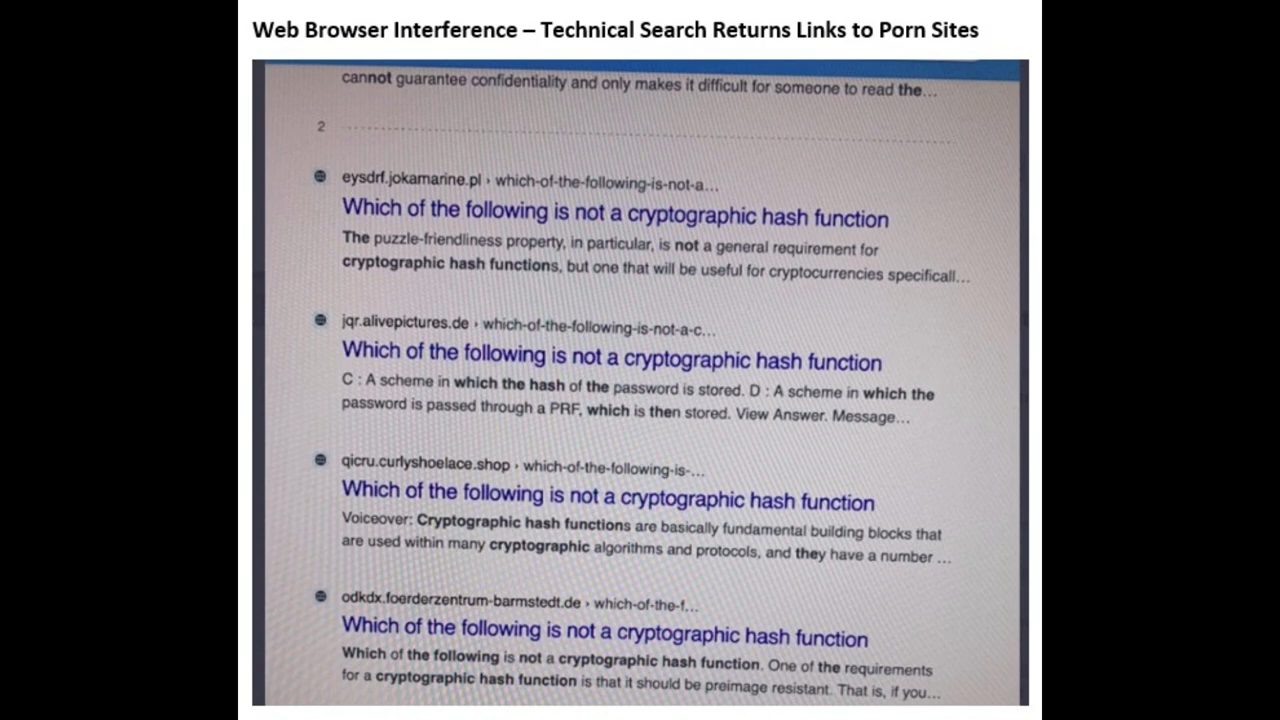 Web Browser Interference – Technical Search Returns Links to Porn Sites
cannot guarantee confidentiality and only makes it difficult for someone to read the...
2
eysdrf.jokamarine.pl › which-of-the-following-is-not-a...
Which of the following is not a cryptographic hash function
The puzzle-friendliness property, in particular, is not a general requirement for
cryptographic hash functions, but one that will be useful for cryptocurrencies specificall...
jqr.alivepictures.de › which-of-the-following-is-not-a-c...
Which of the following is not a cryptographic hash function
C : A scheme in which the hash of the password is stored. D : A scheme in which the
password is passed through a PRF, which is then stored. View Answer. Message...
qicru.curlyshoelace.shop › which-of-the-following-is-...
Which of the following is not a cryptographic hash function
Voiceover: Cryptographic hash functions are basically fundamental building blocks that
are used within many cryptographic algorithms and protocols, and they have a number ...
odkdx.foerderzentrum-barmstedt.de › which-of-the-f...
Which of the following is not a cryptographic hash function
Which of the following is not a cryptographic hash function. One of the requirements
for a cryptographic hash function is that it should be preimage resistant. That is, if you...